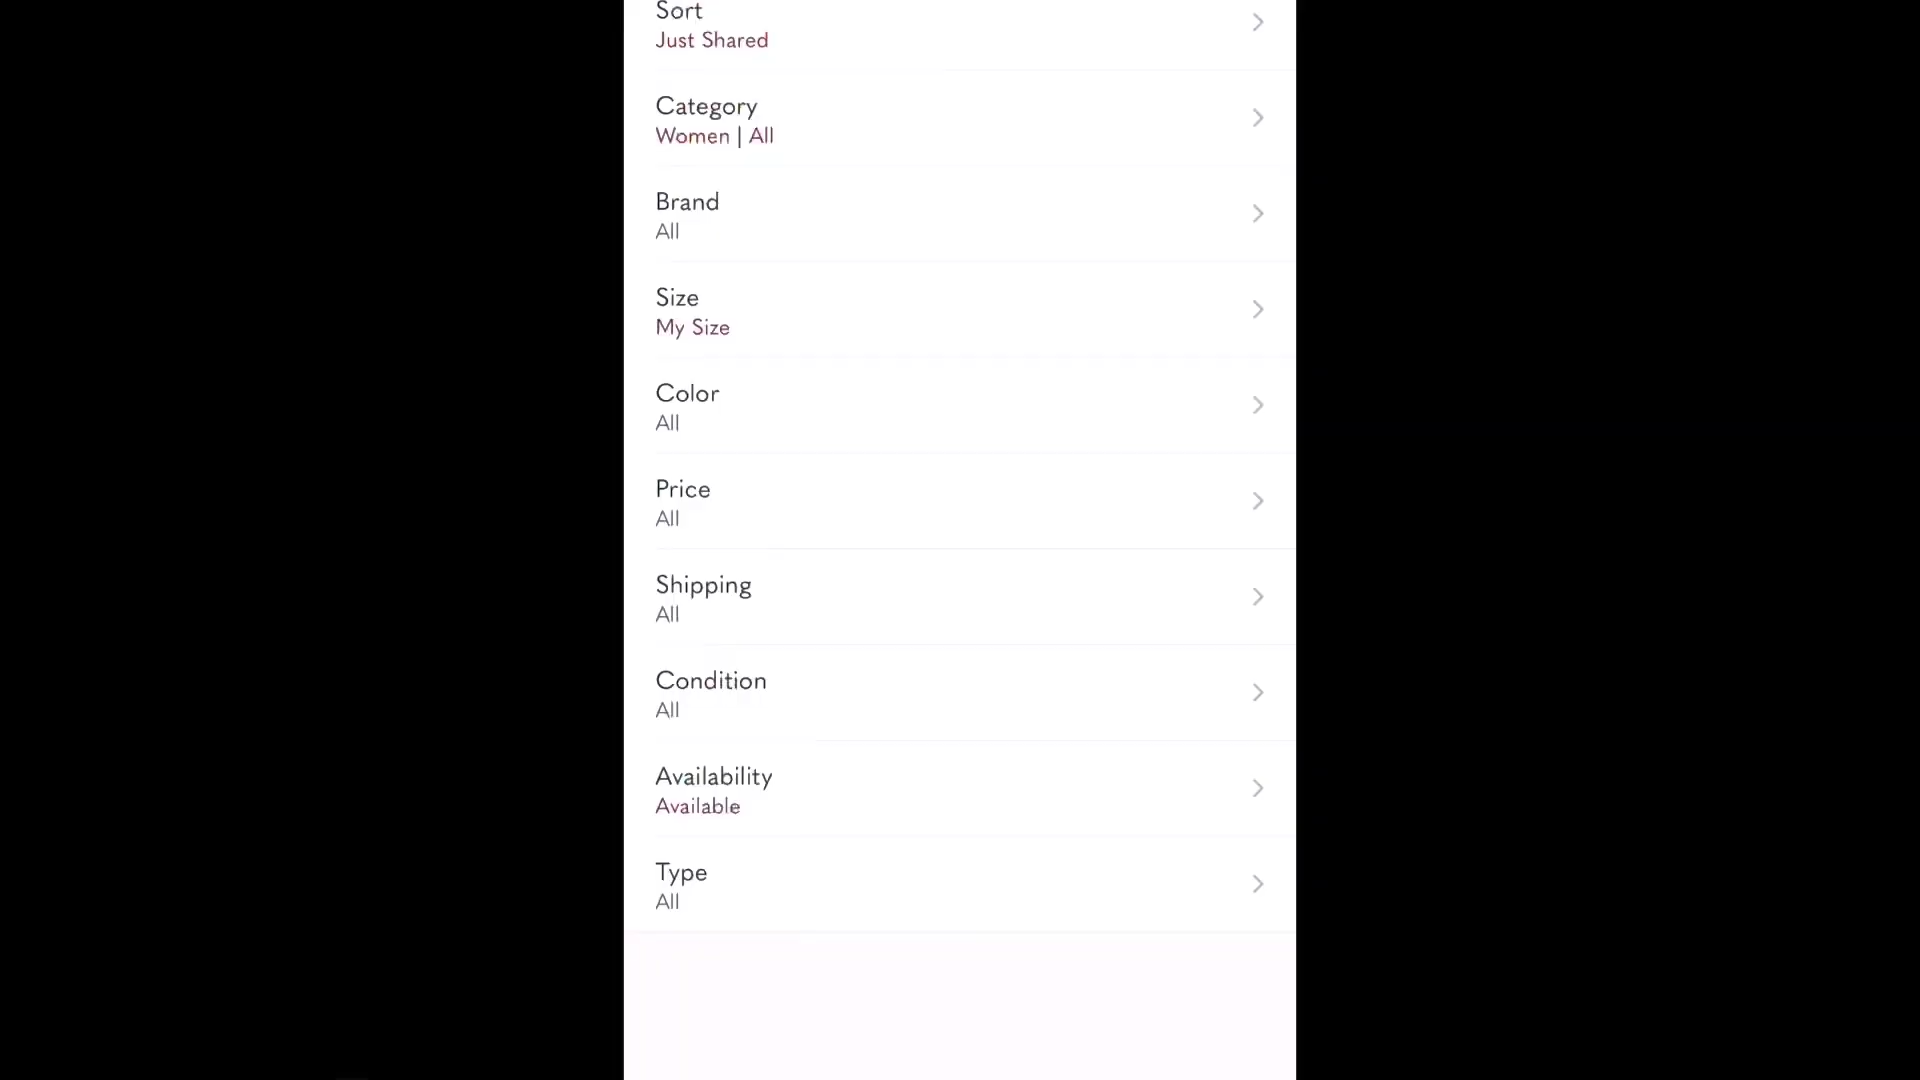 Sort
Just Shared
Category
Women | All
Brand
All
Size
My Size
Color
All
Price
All
Shipping
All
Condition
All
Availability
Available
Type
All